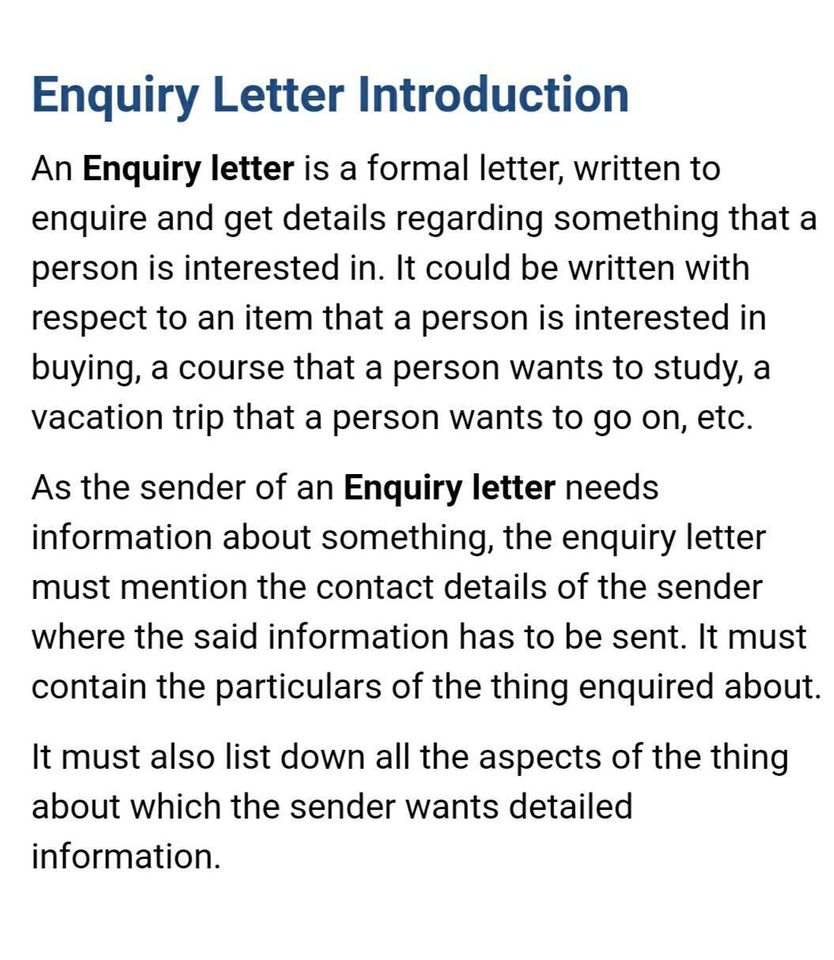 Enquiry Letter Introduction
An Enquiry letter is a formal letter, written to
enquire and get details regarding something that a
person is interested in. It could be written with
respect to an item that a person is interested in
buying, a course that a person wants to study, a
vacation trip that a person wants to go on, etc.
As the sender of an Enquiry letter needs
information about something, the enquiry letter
must mention the contact details of the sender
where the said information has to be sent. It must
contain the particulars of the thing enquired about.
It must also list down all the aspects of the thing
about which the sender wants detailed
information.